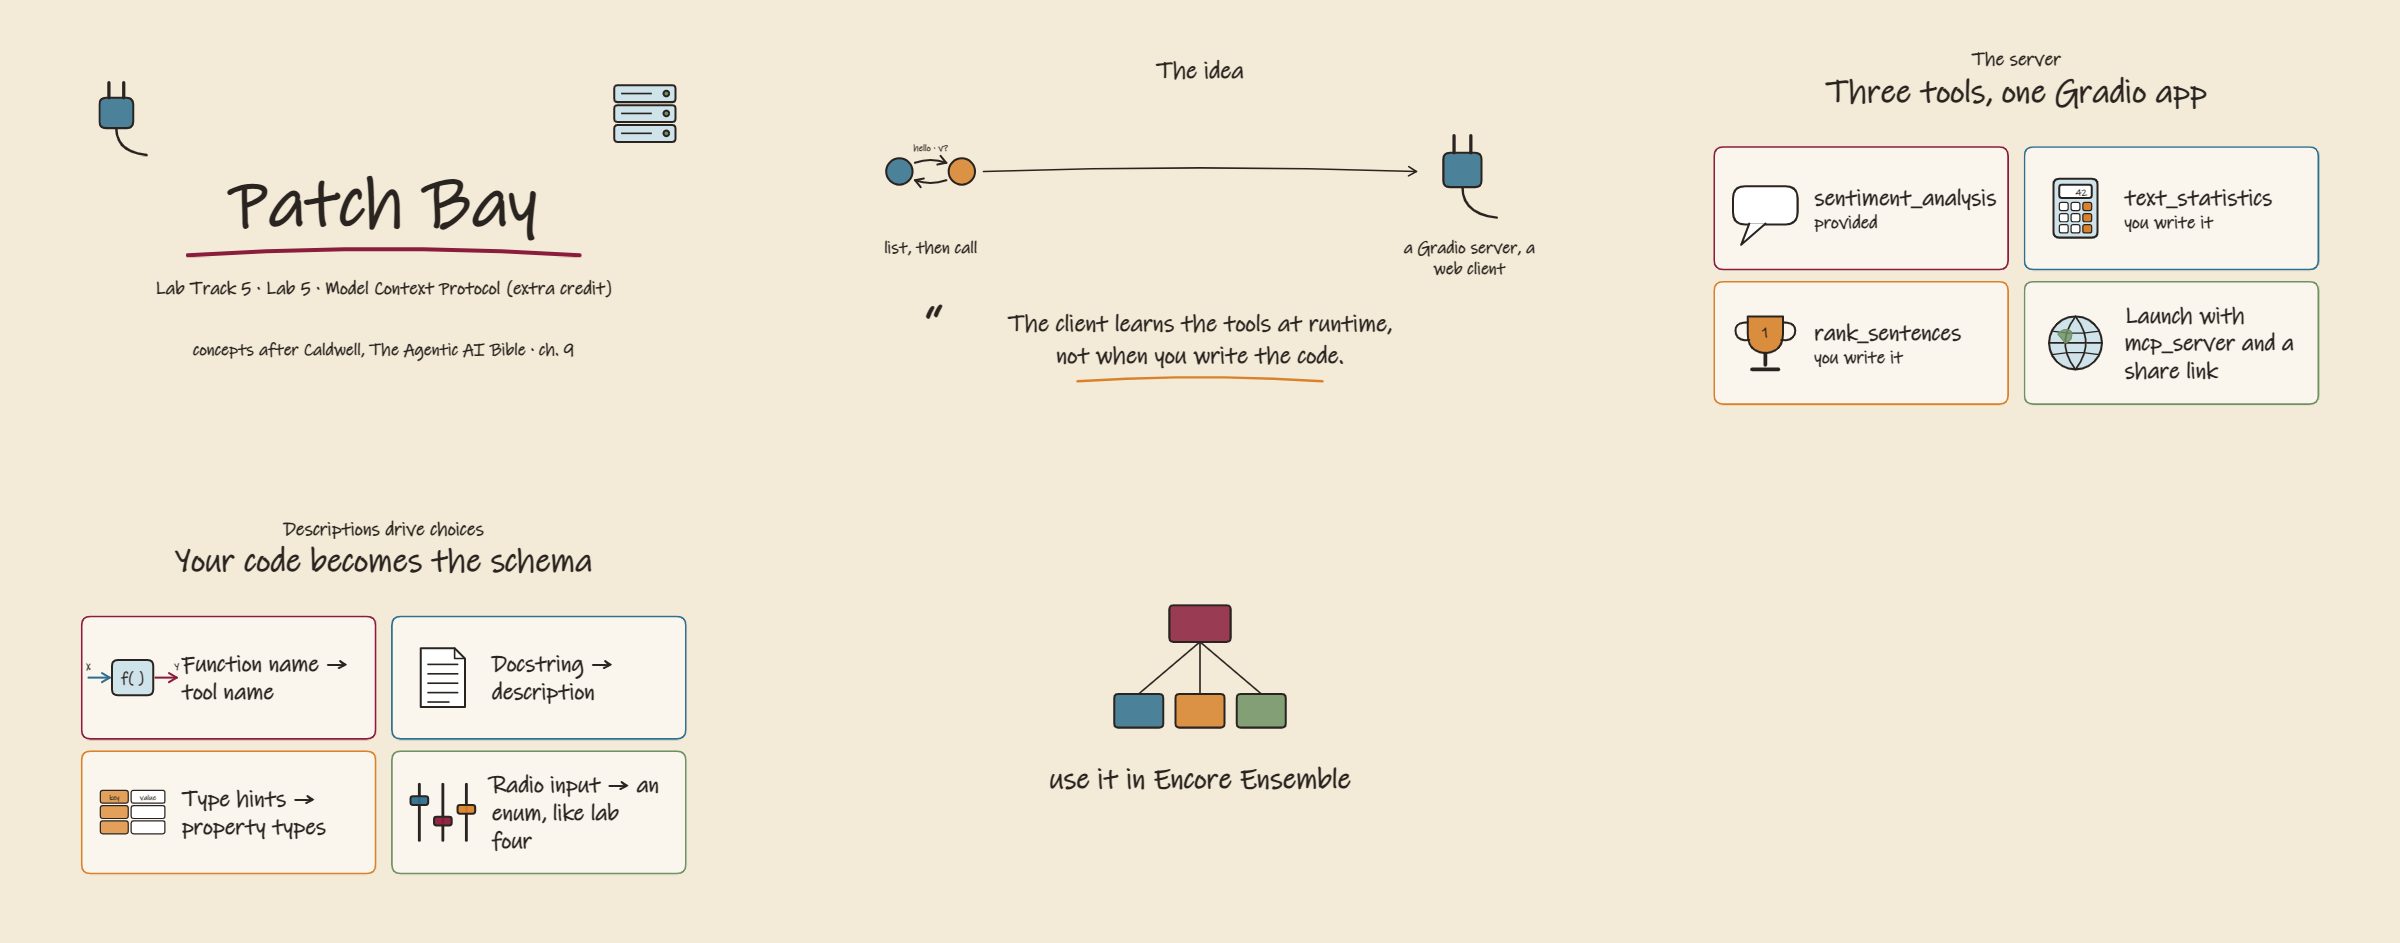 Patch Bay
Lab Track 5 · Lab 5 · Model Context Protocol (extra credit)
concepts after Caldwell, The Agentic AI Bible · ch. 9
The idea
hello · v?
list, then call
a Gradio server, a
web client
“
The client learns the tools at runtime,
not when you write the code.
The server
Three tools, one Gradio app
sentiment_analysis
provided
42
text_statistics
you write it
1
rank_sentences
you write it
Launch with
mcp_server and a
share link
Descriptions drive choices
Your code becomes the schema
x
f()
y
Function name →
tool name
Docstring →
description
key
value
Type hints →
property types
Radio input → an
enum, like lab
four
use it in Encore Ensemble